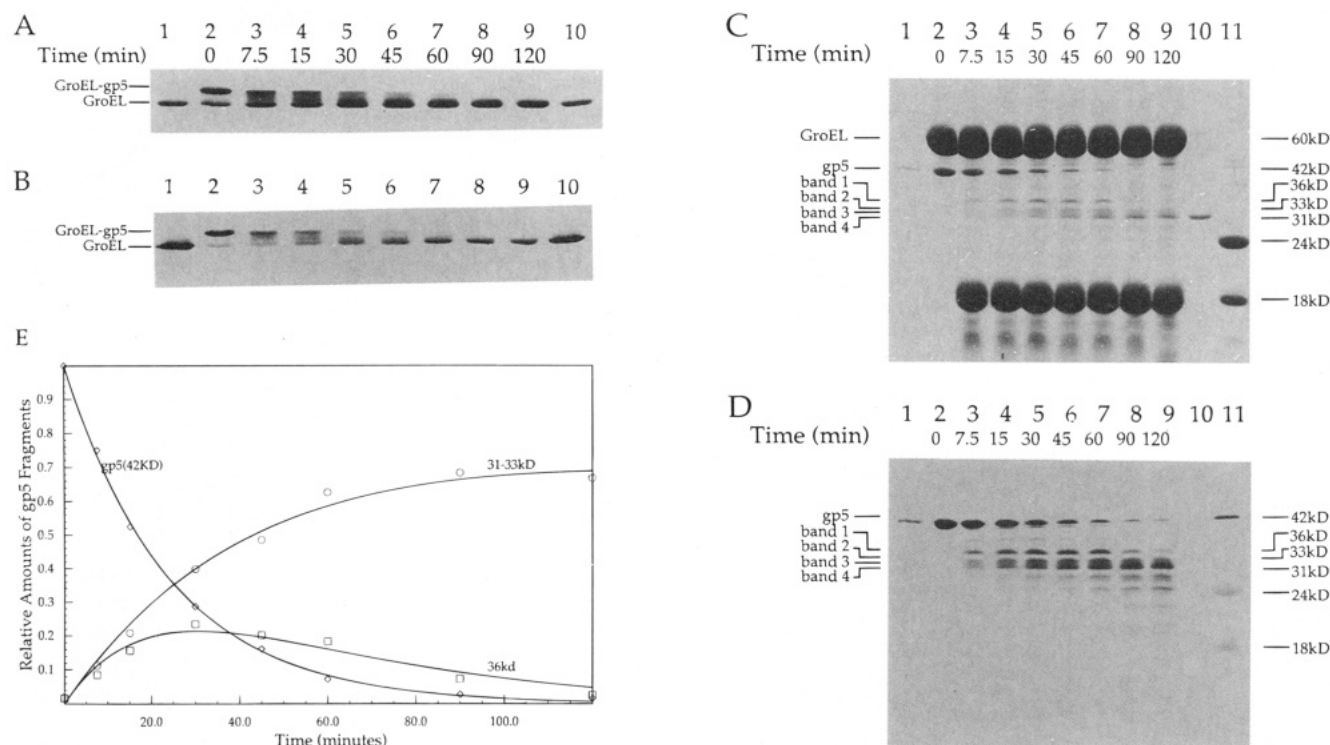 A
1 2 3 4 5 6 7 8 9 10
Time (min) 0 7.5 15 30 45 60 90 120
GroEL-gp5
GroEL
B
1 2 3 4 5 6 7 8 9 10
GroEL-gp5
GroEL
E
Relative Amounts of gp5 Fragments
0.9
0.8
0.7
0.6
0.5
0.4
0.3
0.2
0.1
gp5(42KD)
31-33kD
36kd
20.0 40.0 60.0 80.0 100.0
Time (minutes)
C
1 2 3 4 5 6 7 8 9 10 11
Time (min) 0 7.5 15 30 45 60 90 120
GroEL
gp5
band 1
band 2
band 3
band 4
60kD
42kD
36kD
33kD
31kD
24kD
18kD
D
1 2 3 4 5 6 7 8 9 10 11
Time (min) 0 7.5 15 30 45 60 90 120
gp5
band 1
band 2
band 3
band 4
42kD
36kD
33kD
31kD
24kD
18kD